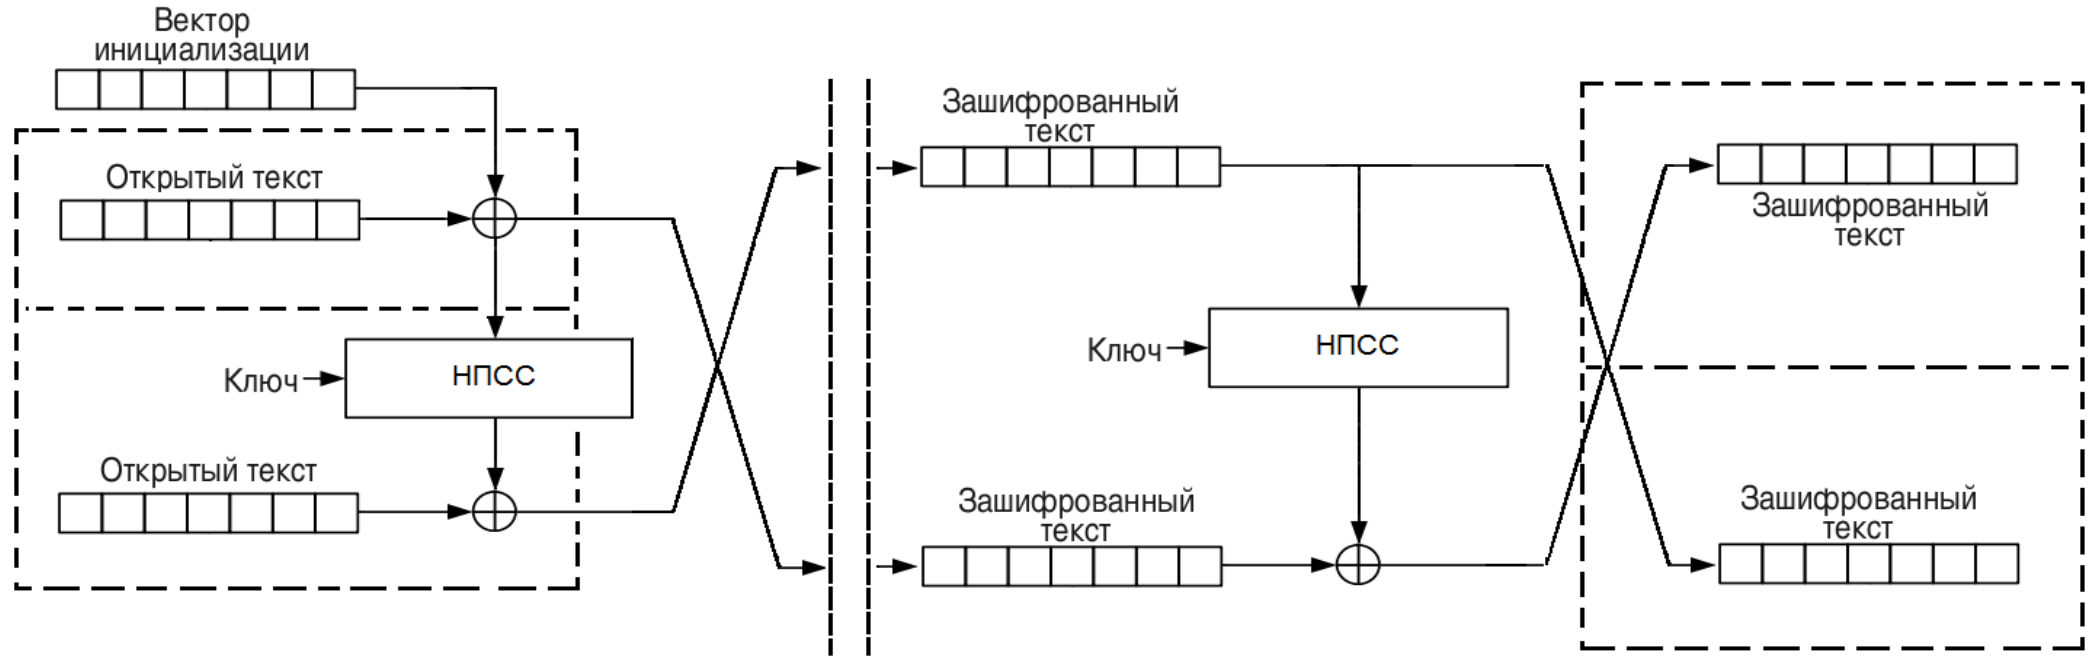 Вектор
инициализации
Открытый текст
Ключ
НПСС
Открытый текст
Зашифрованный
текст
Ключ
НПСС
Зашифрованный
текст
Зашифрованный
текст
Зашифрованный
текст